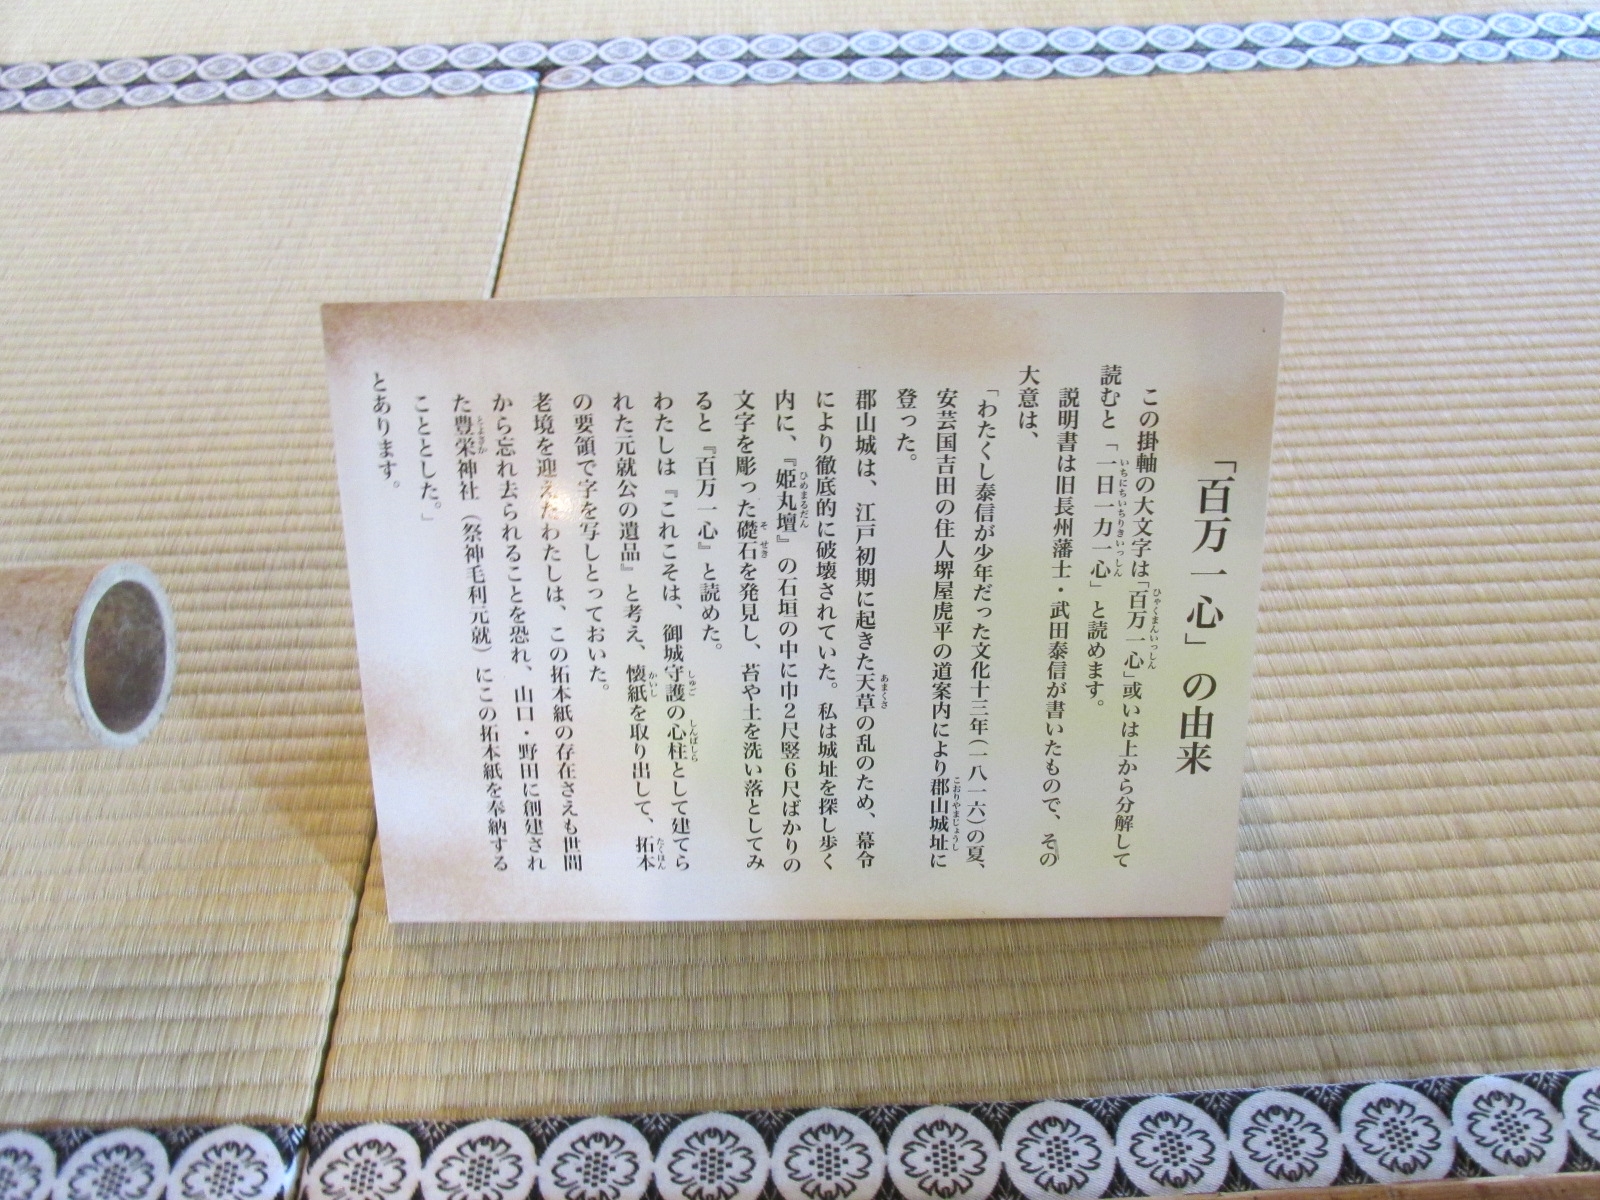 「百万一心」の由来
この掛軸の大文字は「百万一心」或いは上から分解して
読むと「一日一力一心」と読めます。
説明書は旧長州藩士・武田泰信が書いたもので、その
大意は、
「わたくし泰信が少年だった文化十三年(一八一六)の夏、
安芸国吉田の住人堺屋虎平の道案内により郡山城址に
登った。
郡山城は、江戸初期に起きた天草の乱のため、幕令
により徹底的に破壊されていた。私は城址を探し歩く
内に、『姫丸壇』の石垣の中に巾2尺竪6尺ばかりの
文字を彫った礎石を発見し、苔や土を洗い落としてみ
ると『百万一心』と読めた。
わたしは『これこそは、御城守護の心柱として建てら
れた元就公の遺品』と考え、懐紙を取り出して、拓本
の要領で字を写しとっておいた。
老境を迎えたわたしは、この拓本紙の存在さえも世間
から忘れ去られることを恐れ、山口・野田に創建され
た豊栄神社(祭神毛利元就)にこの拓本紙を奉納する
こととした。」
とあります。